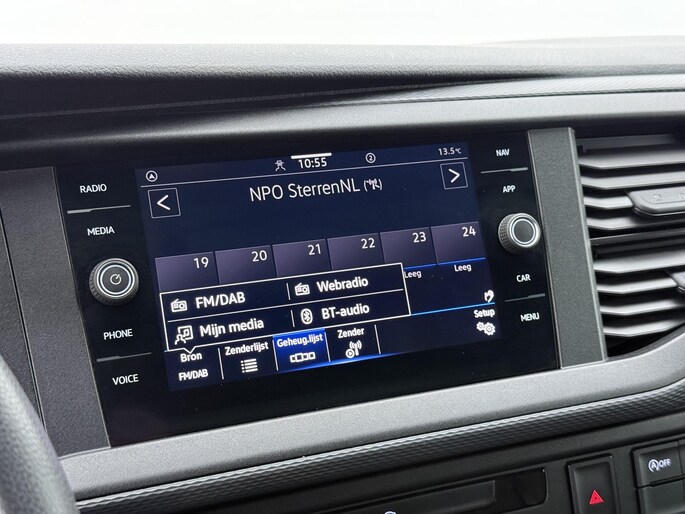 RADIO
MEDIA
PHONE
VOICE
NAV
APP
CAR
MENU
A
10:55
2
13.5°C
NPO SterrenNL
19 20 21 22 23 24
Leeg Leeg
FM/DAB Webradio
Mijn media BT-audio
Bron Zenderlijst Geheug.lijst Zender Setup
FM/DAB
A OFF